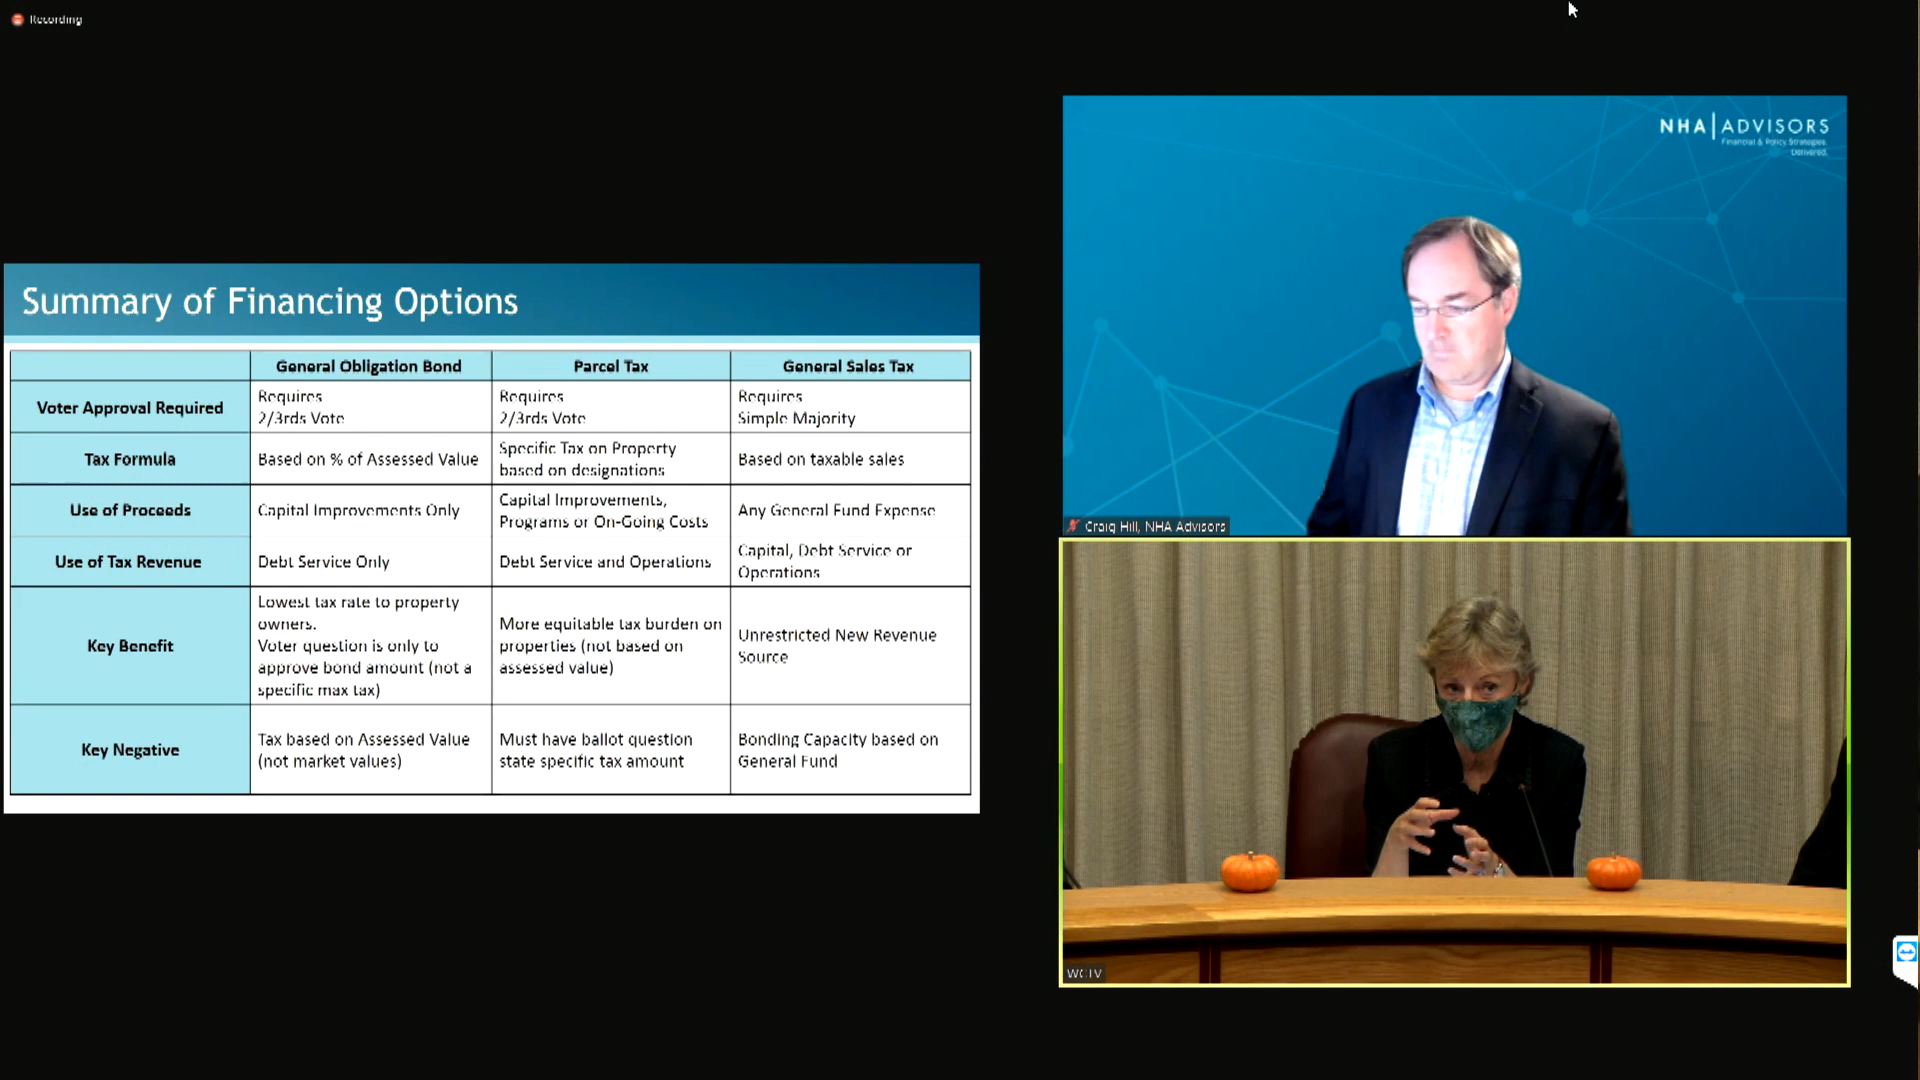 Recording
Summary of Financing Options
General Obligation Bond Parcel Tax General Sales Tax
Voter Approval Required
Requires
2/3rds Vote
Requires
2/3rds Vote
Requires
Simple Majority
Tax Formula
Based on % of Assessed Value
Specific Tax on Property
based on designations
Based on taxable sales
Use of Proceeds
Capital Improvements Only
Capital Improvements,
Programs or On-Going Costs
Any General Fund Expense
Use of Tax Revenue
Debt Service Only
Debt Service and Operations
Capital, Debt Service or
Operations
Key Benefit
Lowest tax rate to property
owners.
Voter question is only to
approve bond amount (not a
specific max tax)
More equitable tax burden on
properties (not based on
assessed value)
Unrestricted New Revenue
Source
Key Negative
Tax based on Assessed Value
(not market values)
Must have ballot question
state specific tax amount
Bonding Capacity based on
General Fund
NHA|ADVISORS
Financial & Policy Strategies.
Delivered.
Craig Hill, NHA Advisors
WCTV